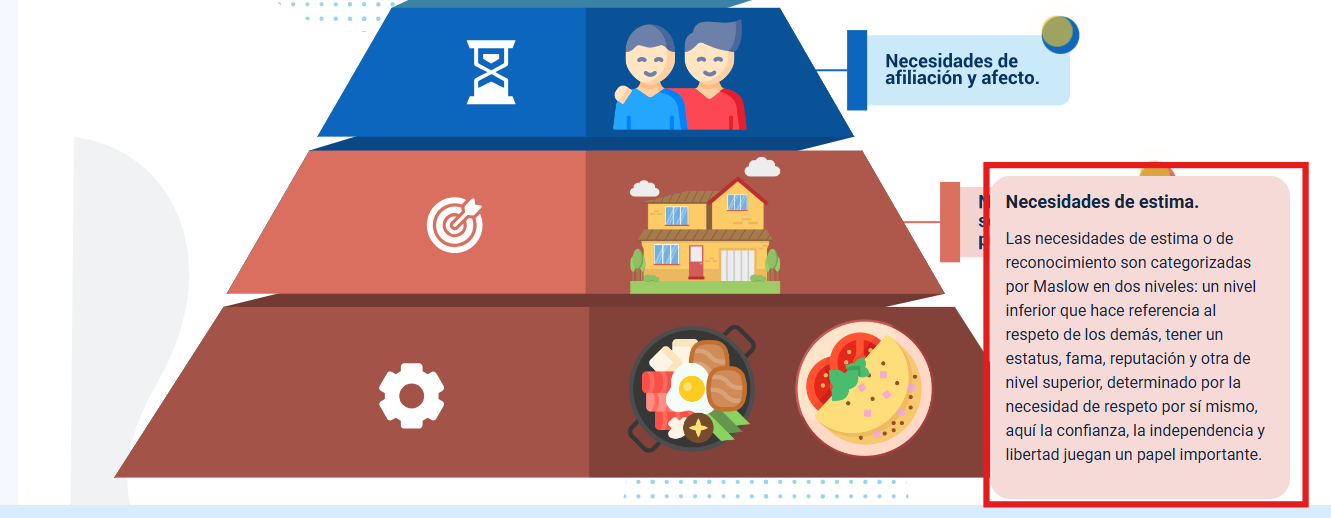 Necesidades de
afiliación y afecto.
Necesidades de estima.
Las necesidades de estima o de
reconocimiento son categorizadas
por Maslow en dos niveles: un nivel
inferior que hace referencia al
respeto de los demás, tener un
estatus, fama, reputación y otra de
nivel superior, determinado por la
necesidad de respeto por sí mismo,
aquí la confianza, la independencia y
libertad juegan un papel importante.